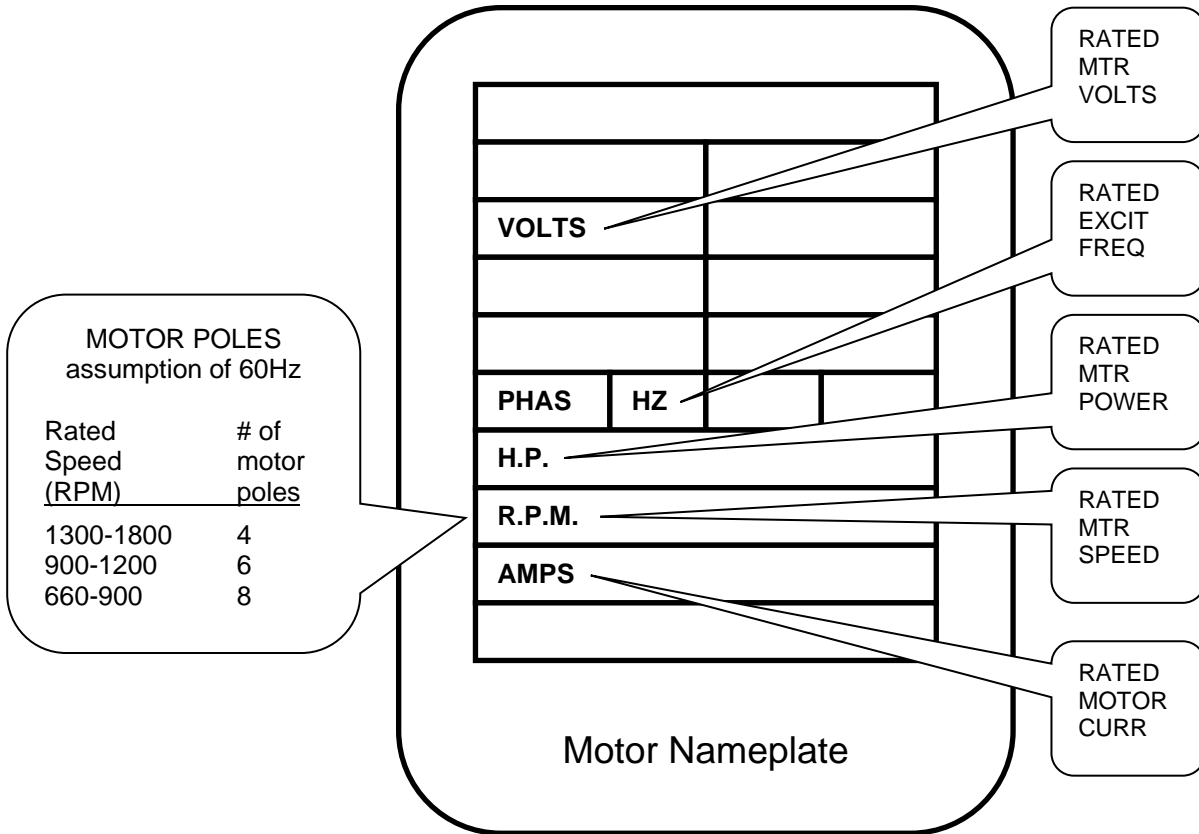 RATED
MTR
VOLTS
RATED
EXCIT
FREQ
VOLTS
MOTOR POLES
assumption of 60Hz
Rated # of
Speed motor
(RPM) poles
1300-1800 4
900-1200 6
660-900 8
PHAS HZ
RATED
MTR
POWER
H.P.
R.P.M.
RATED
MTR
SPEED
AMPS
RATED
MOTOR
CURR
Motor Nameplate